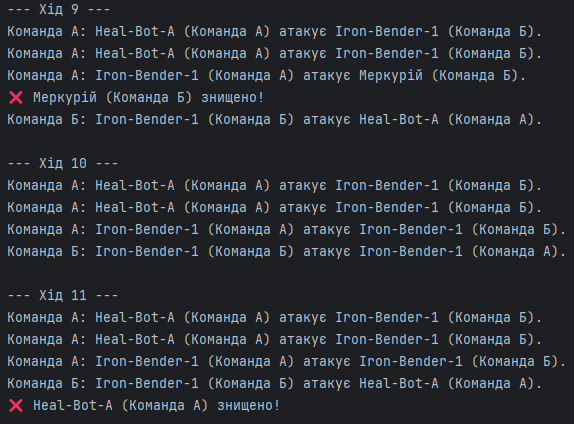 --- Хід 9 ---
Команда А: Heal-Bot-A (Команда А) атакує Iron-Bender-1 (Команда Б).
Команда А: Heal-Bot-A (Команда А) атакує Iron-Bender-1 (Команда Б).
Команда А: Iron-Bender-1 (Команда А) атакує Меркурій (Команда Б).
❌ Меркурій (Команда Б) знищено!
Команда Б: Iron-Bender-1 (Команда Б) атакує Heal-Bot-A (Команда А).

--- Хід 10 ---
Команда А: Heal-Bot-A (Команда А) атакує Iron-Bender-1 (Команда Б).
Команда А: Heal-Bot-A (Команда А) атакує Iron-Bender-1 (Команда Б).
Команда А: Iron-Bender-1 (Команда А) атакує Iron-Bender-1 (Команда Б).
Команда Б: Iron-Bender-1 (Команда Б) атакує Iron-Bender-1 (Команда А).

--- Хід 11 ---
Команда А: Heal-Bot-A (Команда А) атакує Iron-Bender-1 (Команда Б).
Команда А: Heal-Bot-A (Команда А) атакує Iron-Bender-1 (Команда Б).
Команда А: Iron-Bender-1 (Команда А) атакує Iron-Bender-1 (Команда Б).
Команда Б: Iron-Bender-1 (Команда Б) атакує Heal-Bot-A (Команда А).
❌ Heal-Bot-A (Команда А) знищено!